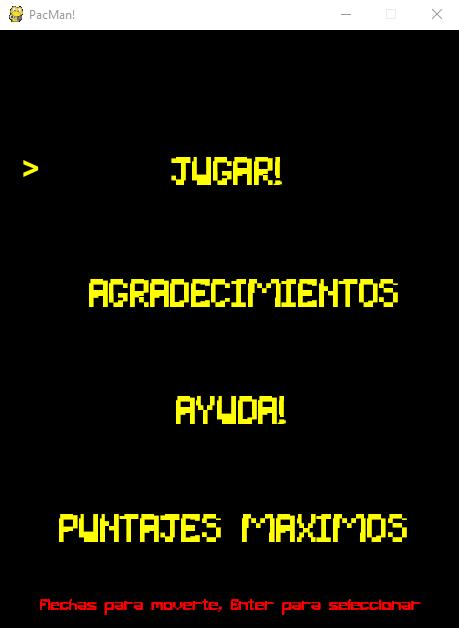 PacMan!
> JUGAR!
AGRADECIMIENTOS
AYUDA!
PUNTAJES MAXIMOS
Flechas para moverte, Enter para seleccionar